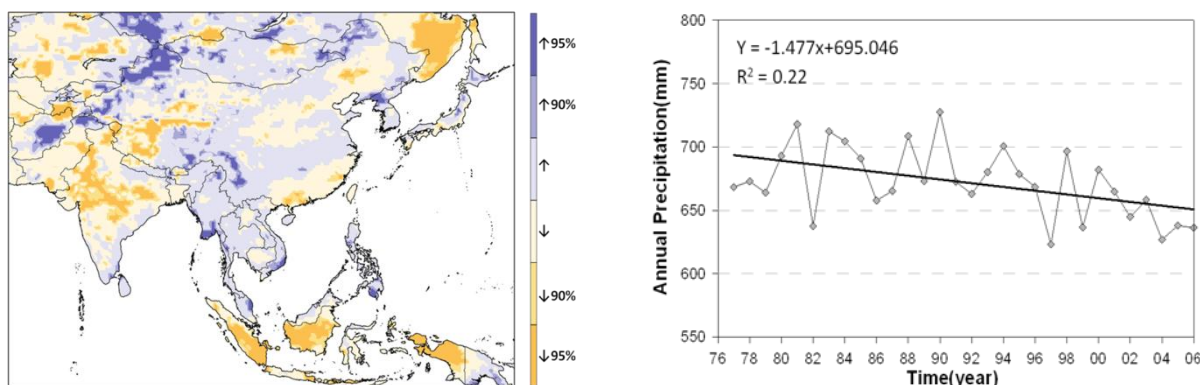 ↑95%
↑90%
↑
↓
↓90%
↓95%
800
750
700
650
600
550
Annual Precipitation(mm)
Y = -1.477x+695.046
R² = 0.22
76 78 80 82 84 86 88 90 92 94 96 98 00 02 04 06
Time(year)